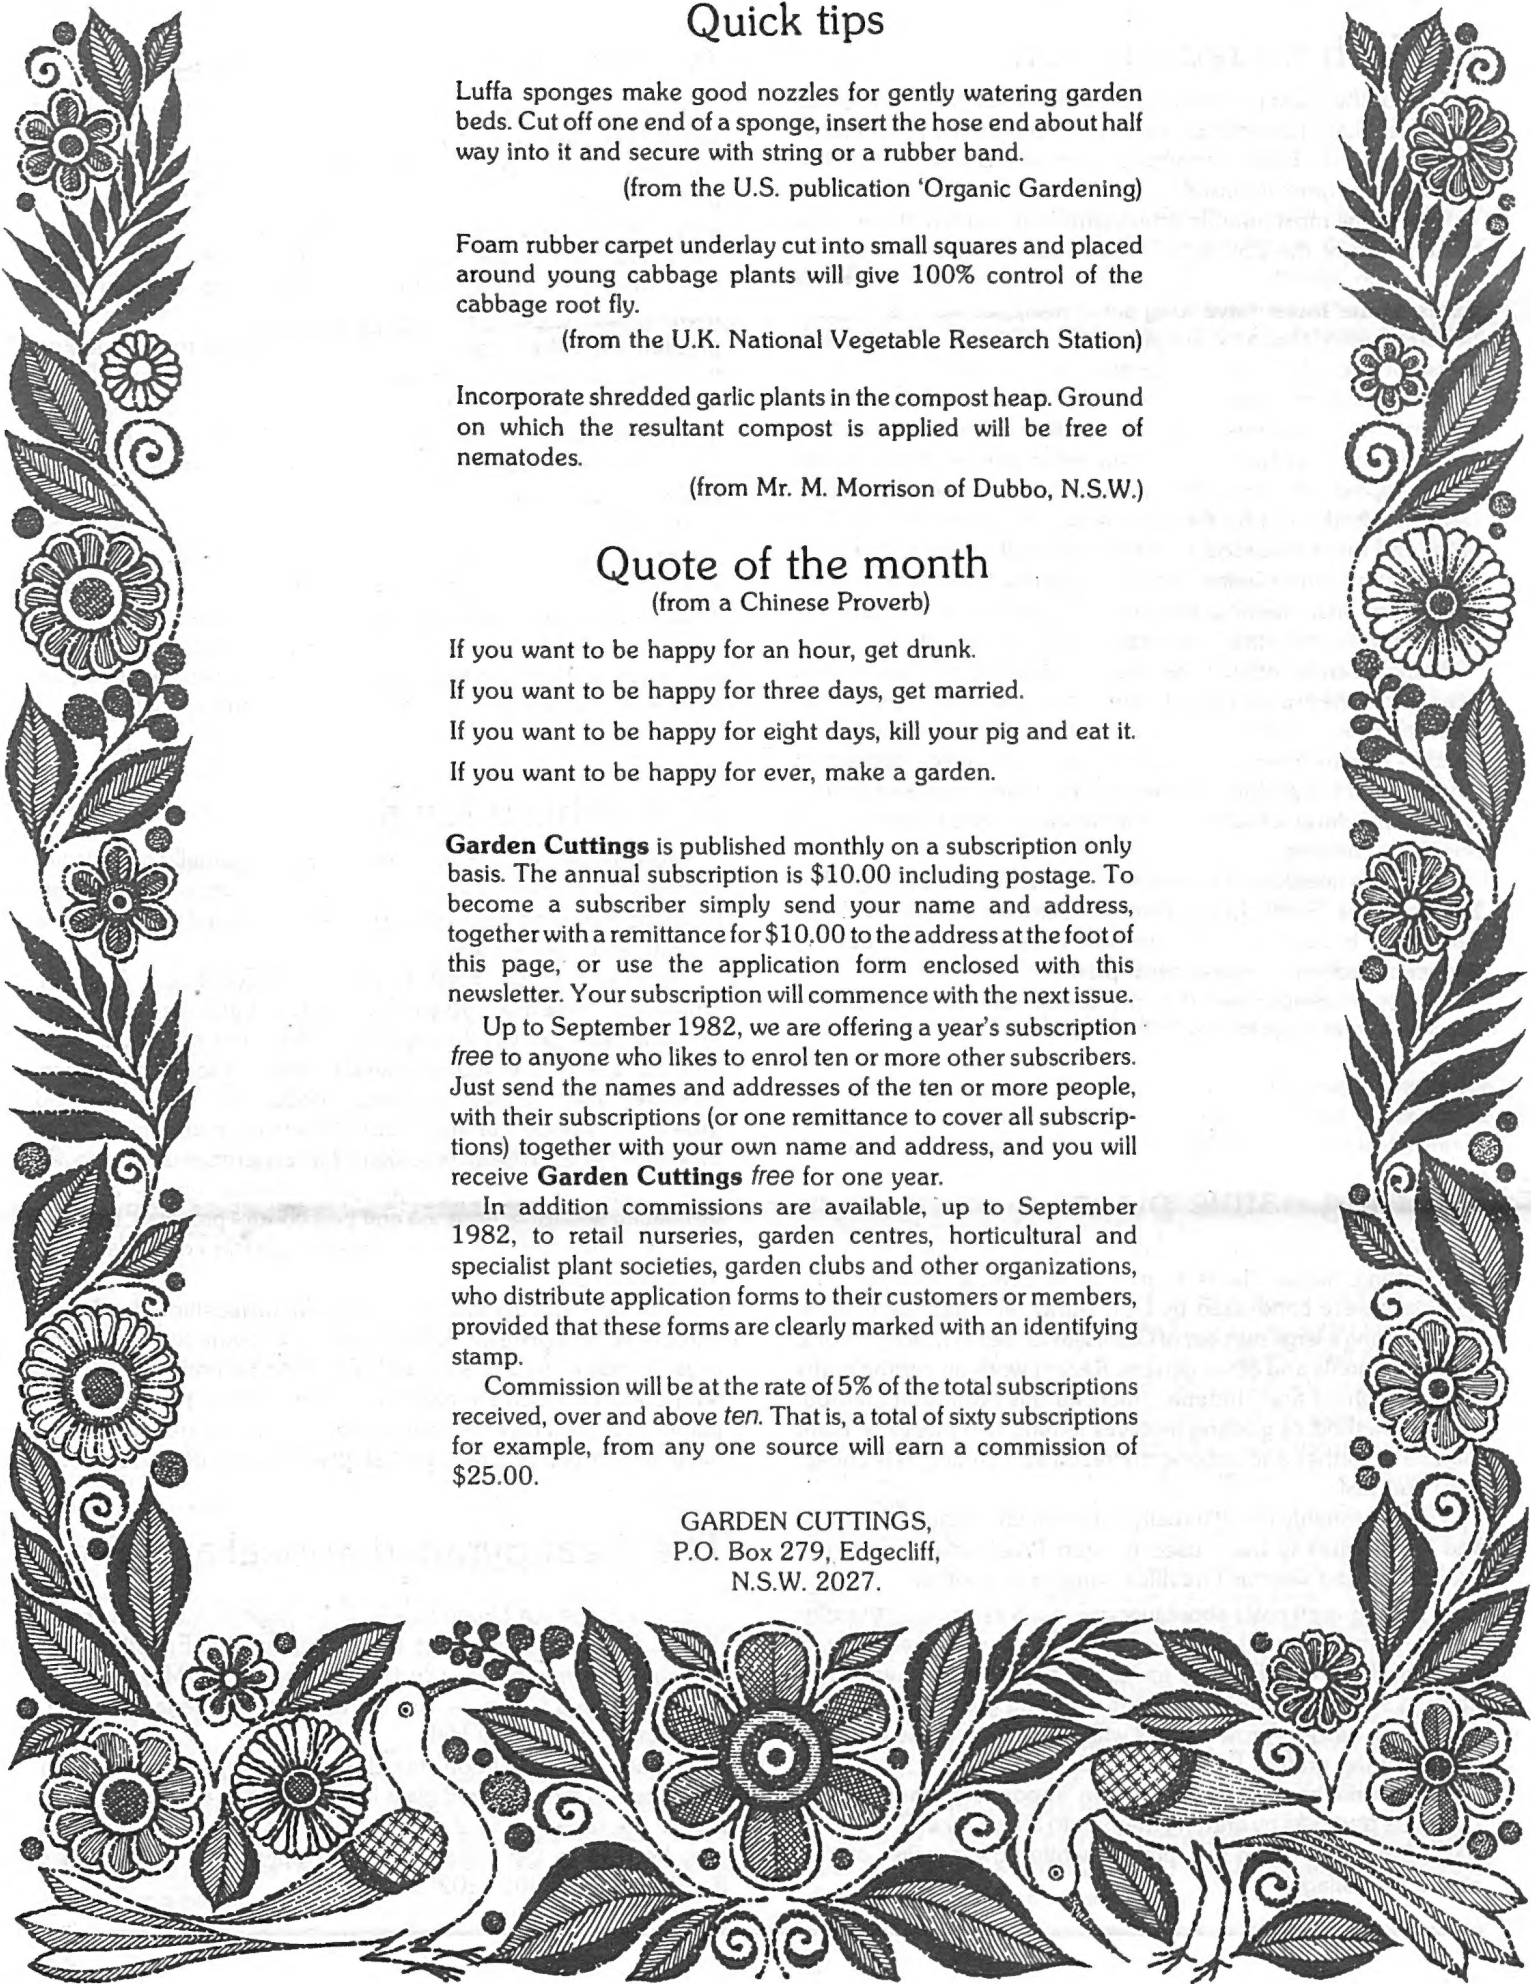 Quick tips
Luffa sponges make good nozzles for gently watering garden
beds. Cut off one end of a sponge, insert the hose end about half
way into it and secure with string or a rubber band.
(from the U.S. publication ‘Organic Gardening)
Foam rubber carpet underlay cut into small squares and placed
around young cabbage plants will give 100% control of the
cabbage root fly.
(from the U.K. National Vegetable Research Station)
Incorporate shredded garlic plants in the compost heap. Ground
on which the resultant compost is applied will be free of
nematodes.
(from Mr. M. Morrison of Dubbo, N.S.W.)
Quote of the month
(from a Chinese Proverb)
If you want to be happy for an hour, get drunk.
If you want to be happy for three days, get married.
If you want to be happy for eight days, kill your pig and eat it.
If you want to be happy for ever, make a garden.
Garden Cuttings is published monthly on a subscription only
basis. The annual subscription is $10.00 including postage. To
become a subscriber simply send your name and address,
together with a remittance for $10.00 to the address at the foot of
this page, or use the application form enclosed with this
newsletter. Your subscription will commence with the next issue.
Up to September 1982, we are offering a year's subscription
free to anyone who likes to enrol ten or more other subscribers.
Just send the names and addresses of the ten or more people,
with their subscriptions (or one remittance to cover all subscrip-
tions) together with your own name and address, and you will
receive Garden Cuttings free for one year.
In addition commissions are available, up to September
1982, to retail nurseries, garden centres, horticultural and
specialist plant societies, garden clubs and other organizations,
who distribute application forms to their customers or members,
provided that these forms are clearly marked with an identifying
stamp.
Commission will be at the rate of 5% of the total subscriptions
received, over and above ten. That is, a total of sixty subscriptions
for example, from any one source will earn a commission of
$25.00.
GARDEN CUTTINGS,
P.O. Box 279, Edgecliff,
N.S.W. 2027.